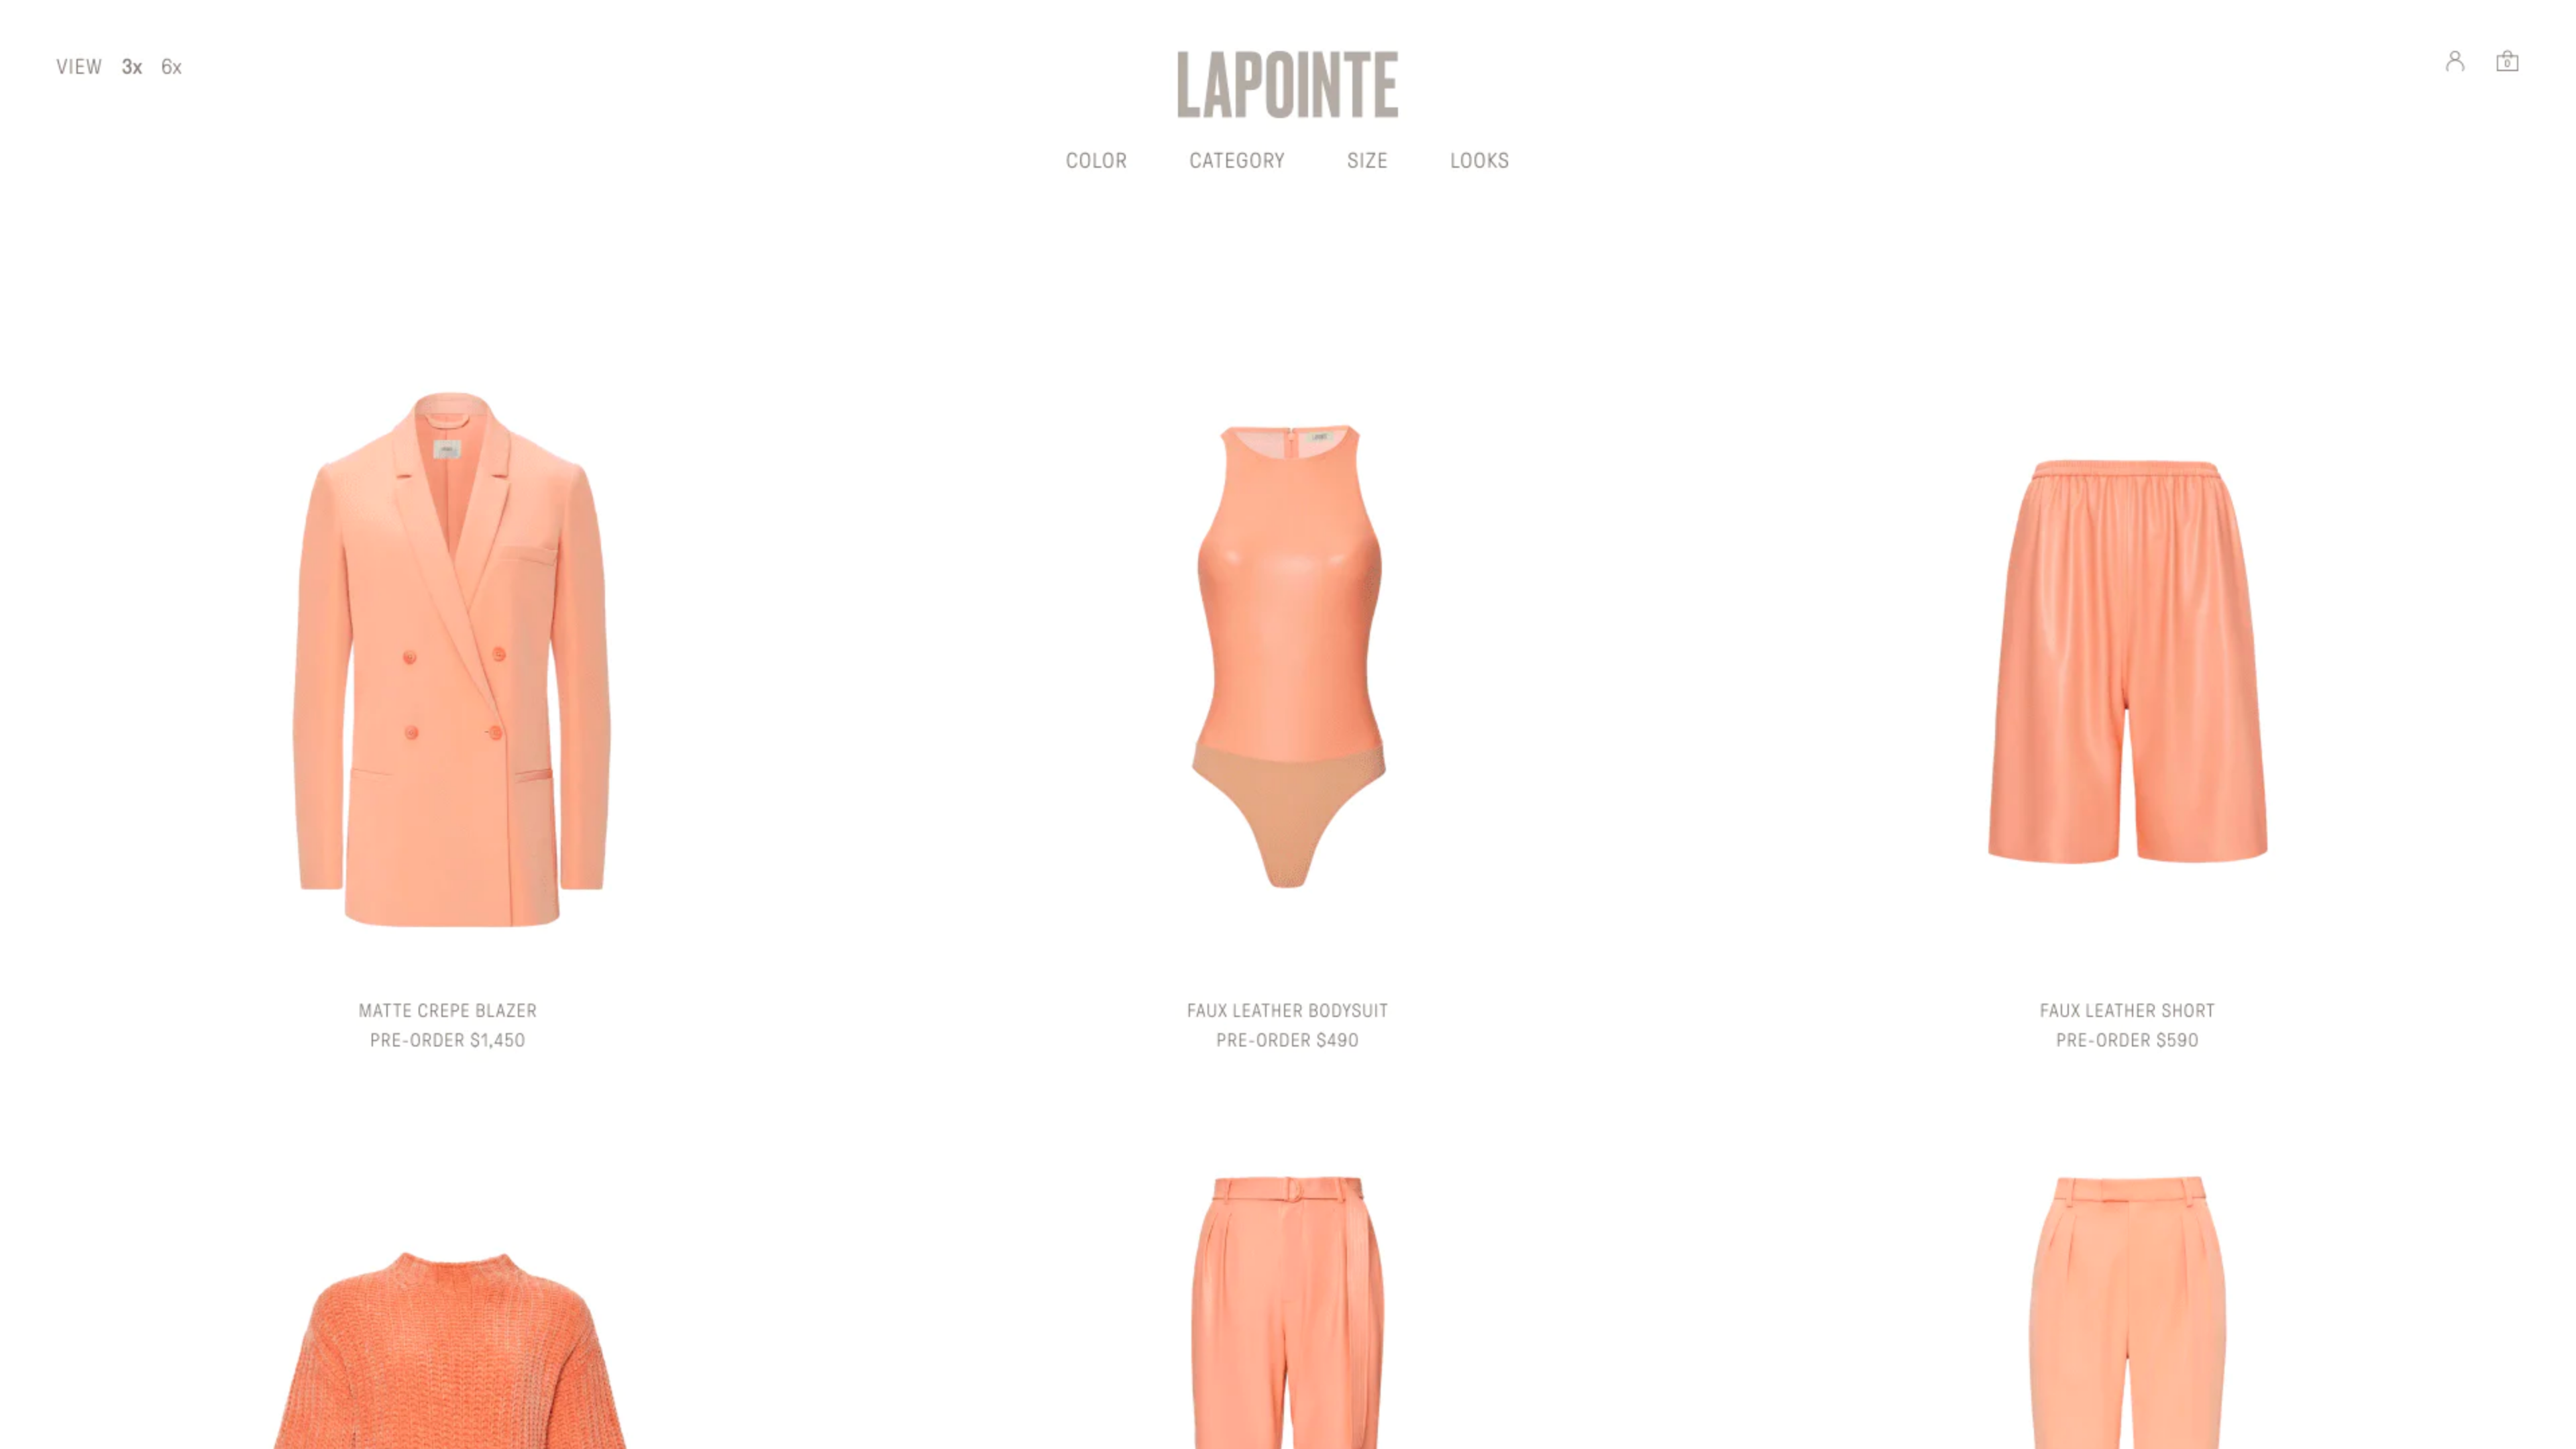 VIEW 3x 6x
LAPOINTE
0
COLOR CATEGORY SIZE LOOKS
MATTE CREPE BLAZER
PRE-ORDER $1,450
FAUX LEATHER BODYSUIT
PRE-ORDER $490
FAUX LEATHER SHORT
PRE-ORDER $590